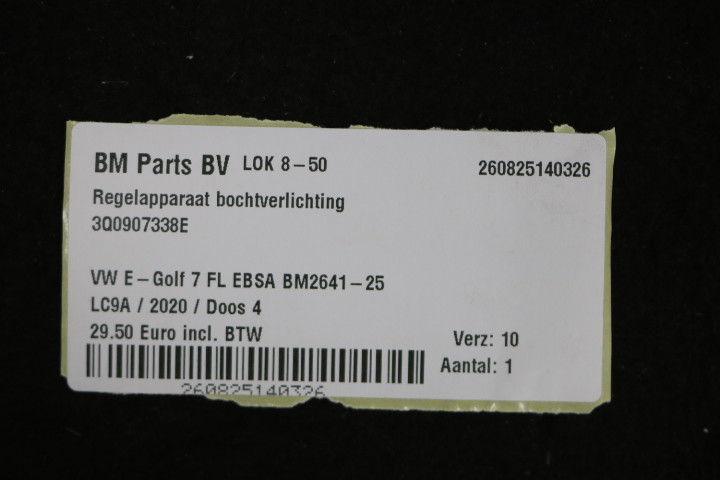 BM Parts BV LOK 8-50 260825140326
Regelapparaat bochtverlichting
3Q0907338E
VW E-Golf 7 FL EBSA BM2641-25
LC9A / 2020 / Doos 4
29.50 Euro incl. BTW Verz: 10
Aantal: 1
260825140326